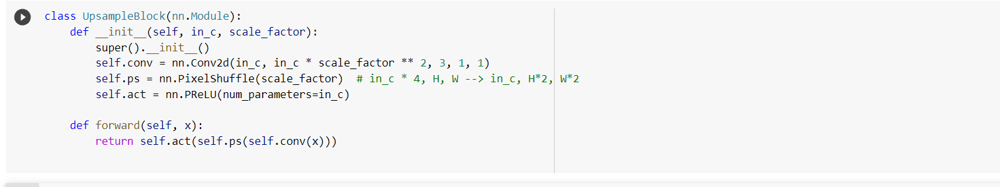 class UpsampleBlock(nn.Module):
    def __init__(self, in_c, scale_factor):
        super().__init__()
        self.conv = nn.Conv2d(in_c, in_c * scale_factor ** 2, 3, 1, 1)
        self.ps = nn.PixelShuffle(scale_factor)  # in_c * 4, H, W --> in_c, H*2, W*2
        self.act = nn.PReLU(num_parameters=in_c)
    def forward(self, x):
        return self.act(self.ps(self.conv(x)))